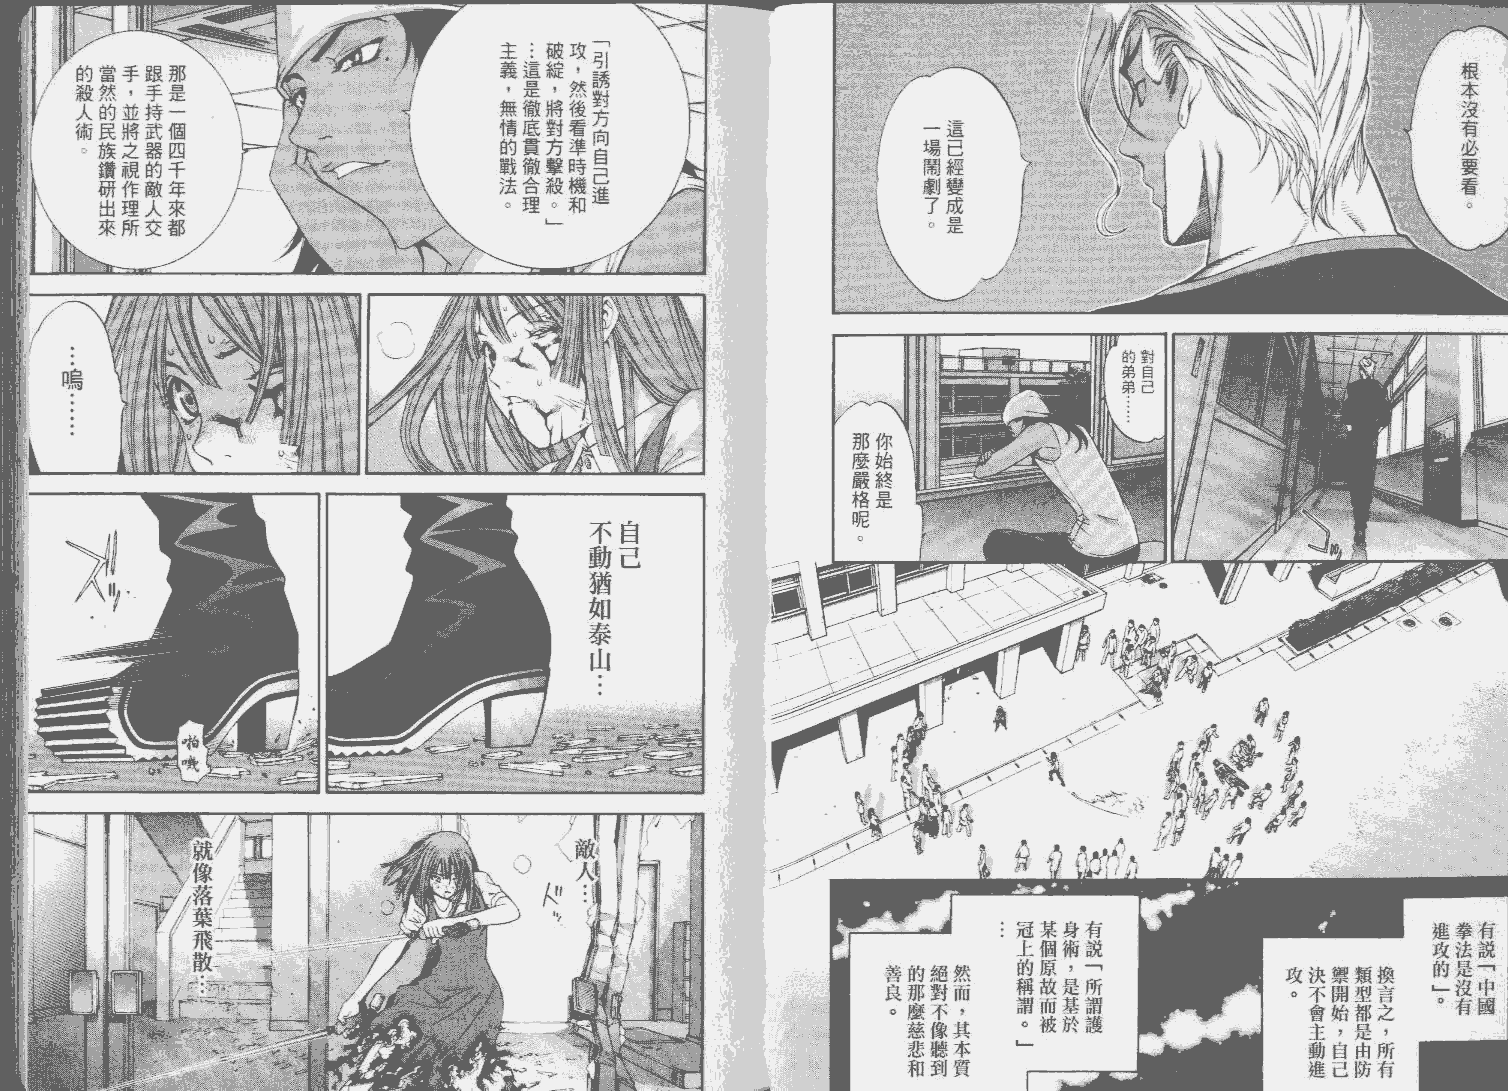 根本沒有必要看。
這已經變成是
一場鬧劇了。
對自己
的弟弟……
你始終是
那麼嚴格呢。
有説「中國
拳法是沒有
進攻的」。
換言之，所有
類型都是由防
禦開始，自己
決不會主動進
攻。
有説「所謂護
身術，是基於
某個原故而被
冠上的稱謂。」
…
然而，其本質
絕對不像聽到
的那麼慈悲和
善良。
「引誘對方向自己進
攻，然後看準時機和
破綻，將對方擊殺。」
…這是徹底貫徹合理
主義，無情的戰法。
那是一個四千年來都
跟手持武器的敵人交
手，並將之視作理所
當然的民族鑽研出來
的殺人術。
…嗚……
自己
不動猶如泰山…
啪
哦
敵人…
就像落葉飛散…